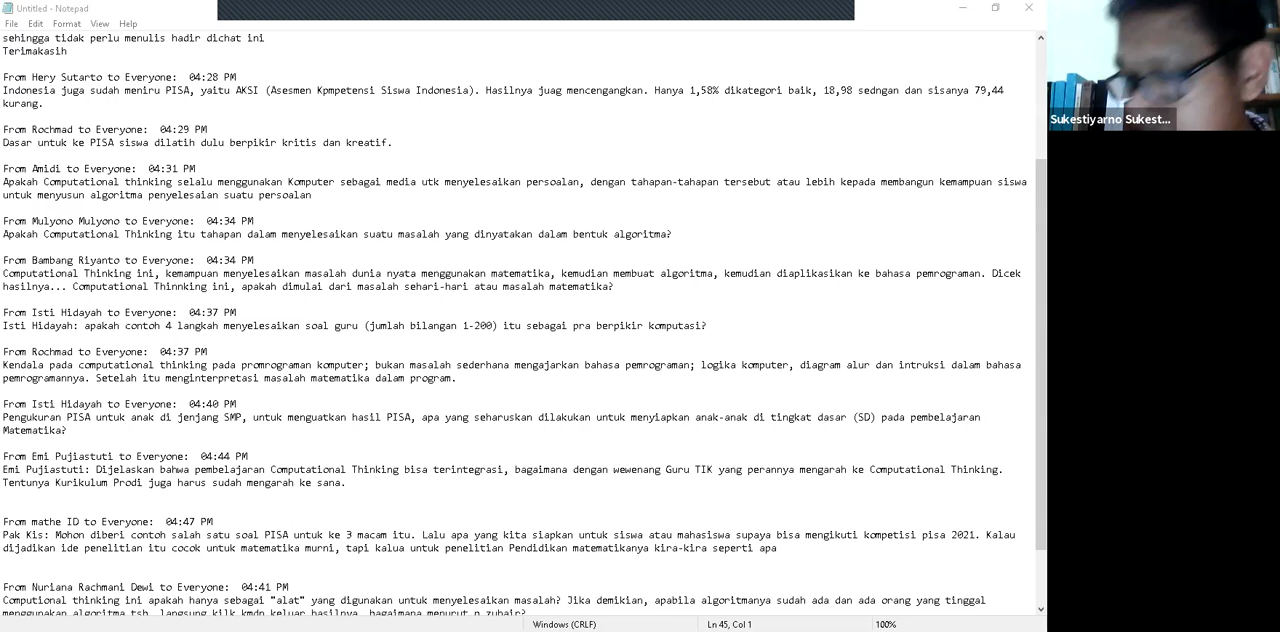 Untitled - Notepad
File Edit Format View Help
sehingga tidak perlu menulis hadir dichat ini
Terimakasih
From Hery Sutarto to Everyone: 04:28 PM
Indonesia juga sudah meniru PISA, yaitu AKSI (Asesmen Kpmpetensi Siswa Indonesia). Hasilnya juag mencengangkan. Hanya 1,58% dikategori baik, 18,98 sedngan dan sisanya 79,44
kurang.
From Rochmad to Everyone: 04:29 PM
Dasar untuk ke PISA siswa dilatih dulu berpikir kritis dan kreatif.
From Amidi to Everyone: 04:31 PM
Apakah Computational thinking selalu menggunakan Komputer sebagai media utk menyelesaikan persoalan, dengan tahapan-tahapan tersebut atau lebih kepada membangun kemampuan siswa
untuk menyusun algoritma penyelesaian suatu persoalan
From Mulyono Mulyono to Everyone: 04:34 PM
Apakah Computational Thinking itu tahapan dalam menyelesaikan suatu masalah yang dinyatakan dalam bentuk algoritma?
From Bambang Riyanto to Everyone: 04:34 PM
Computational Thinking ini, kemampuan menyelesaikan masalah dunia nyata menggunakan matematika, kemudian membuat algoritma, kemudian diaplikasikan ke bahasa pemrograman. Dicek
hasilnya... Computational Thinnking ini, apakah dimulai dari masalah sehari-hari atau masalah matematika?
From Isti Hidayah to Everyone: 04:37 PM
Isti Hidayah: apakah contoh 4 langkah menyelesaikan soal guru (jumlah bilangan 1-200) itu sebagai pra berpikir komputasi?
From Rochmad to Everyone: 04:37 PM
Kendala pada computational thinking pada promrograman komputer; bukan masalah sederhana mengajarkan bahasa pemrograman; logika komputer, diagram alur dan intruksi dalam bahasa
pemrogramannya. Setelah itu menginterpretasi masalah matematika dalam program.
From Isti Hidayah to Everyone: 04:40 PM
Pengukuran PISA untuk anak di jenjang SMP, untuk menguatkan hasil PISA, apa yang seharuskan dilakukan untuk menyiapkan anak-anak di tingkat dasar (SD) pada pembelajaran
Matematika?
From Emi Pujiastuti to Everyone: 04:44 PM
Emi Pujiastuti: Dijelaskan bahwa pembelajaran Computational Thinking bisa terintegrasi, bagaimana dengan wewenang Guru TIK yang perannya mengarah ke Computational Thinking.
Tentunya Kurikulum Prodi juga harus sudah mengarah ke sana.
From mathe ID to Everyone: 04:47 PM
Pak Kis: Mohon diberi contoh salah satu soal PISA untuk ke 3 macam itu. Lalu apa yang kita siapkan untuk siswa atau mahasiswa supaya bisa mengikuti kompetisi pisa 2021. Kalau
dijadikan ide penelitian itu cocok untuk matematika murni, tapi kalua untuk penelitian Pendidikan matematikanya kira-kira seperti apa
From Nuriana Rachmani Dewi to Everyone: 04:41 PM
Computional thinking ini apakah hanya sebagai "alat" yang digunakan untuk menyelesaikan masalah? Jika demikian, apabila algoritmanya sudah ada dan ada orang yang tinggal
menggunakan algoritma tsb, langsung kilk kmdn keluar hasilnya, bagaimana menurut p zuhair?
Windows (CRLF) Ln 45, Col 1 100%
Sukestiyarno Sukest...